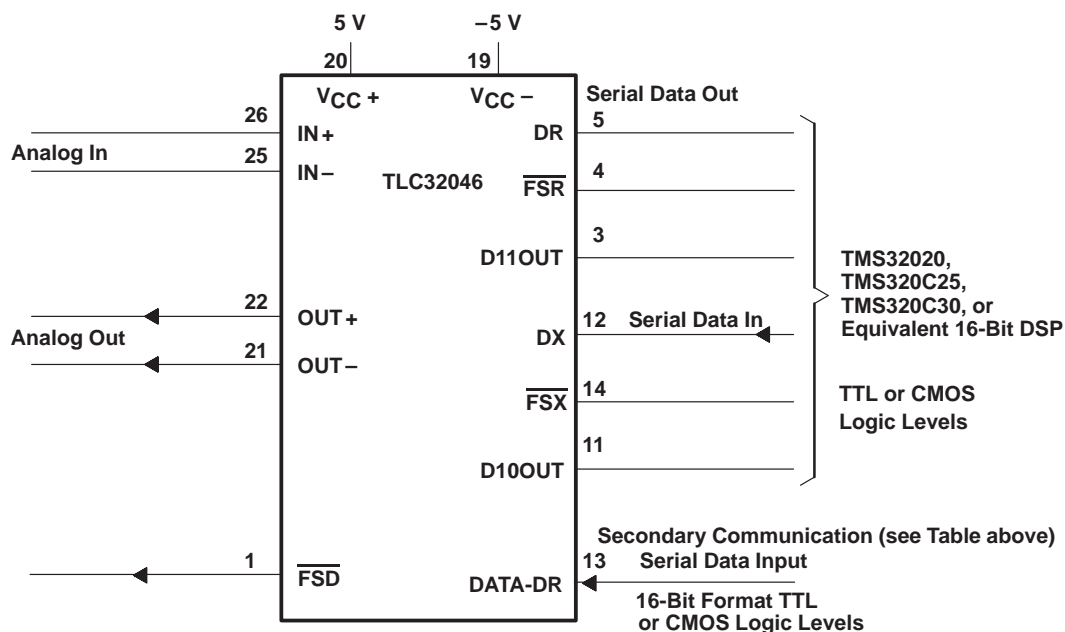 5 V
–5 V
20
19
VCC +
VCC –
Serial Data Out
26
IN+
DR
5
Analog In
25
IN–
TLC32046
FSR
4
D11OUT
3
TMS32020,
TMS320C25,
TMS320C30, or
Equivalent 16-Bit DSP
22
OUT+
Analog Out
21
OUT–
DX
12
Serial Data In
FSX
14
TTL or CMOS
Logic Levels
D10OUT
11
Secondary Communication (see Table above)
1
FSD
DATA-DR
13
Serial Data Input
16-Bit Format TTL
or CMOS Logic Levels